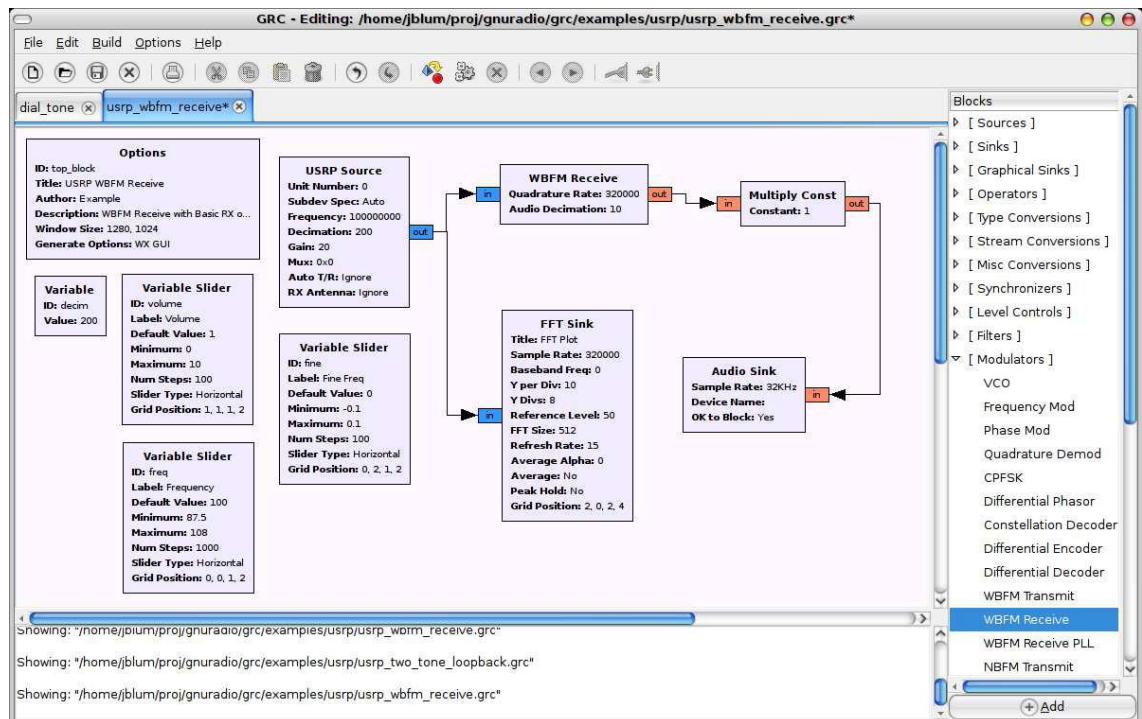 GRC - Editing: /home/jblum/proj/gnuradio/grc/examples/usrp/usrp_wbfm_receive.grc*
File Edit Build Options Help
dial_tone
usrp_wbfm_receive*
Options
ID: top_block
Title: USRP WBFM Receive
Author: Example
Description: WBFM Receive with Basic RX o...
Window Size: 1280, 1024
Generate Options: WX GUI
Variable
ID: decim
Value: 200
Variable Slider
ID: volume
Label: Volume
Default Value: 1
Minimum: 0
Maximum: 10
Num Steps: 100
Slider Type: Horizontal
Grid Position: 1, 1, 1, 2
Variable Slider
ID: freq
Label: Frequency
Default Value: 100
Minimum: 87.5
Maximum: 108
Num Steps: 1000
Slider Type: Horizontal
Grid Position: 0, 0, 1, 2
USRP Source
Unit Number: 0
Subdev Spec: Auto
Frequency: 100000000
Decimation: 200
Gain: 20
Mux: 0x0
Auto T/R: Ignore
RX Antenna: Ignore
out
Variable Slider
ID: fine
Label: Fine Freq
Default Value: 0
Minimum: -0.1
Maximum: 0.1
Num Steps: 100
Slider Type: Horizontal
Grid Position: 0, 2, 1, 2
in
WBFM Receive
Quadrature Rate: 320000
Audio Decimation: 10
out
in
FFT Sink
Title: FFT Plot
Sample Rate: 320000
Baseband Freq: 0
Y per Div: 10
Y Divs: 8
Reference Level: 50
FFT Size: 512
Refresh Rate: 15
Average Alpha: 0
Average: No
Peak Hold: No
Grid Position: 2, 0, 2, 4
in
Multiply Const
Constant: 1
out
Audio Sink
Sample Rate: 32KHz
Device Name:
OK to Block: Yes
in
Blocks
[ Sources ]
[ Sinks ]
[ Graphical Sinks ]
[ Operators ]
[ Type Conversions ]
[ Stream Conversions ]
[ Misc Conversions ]
[ Synchronizers ]
[ Level Controls ]
[ Filters ]
[ Modulators ]
VCO
Frequency Mod
Phase Mod
Quadrature Demod
CPFSK
Differential Phasor
Constellation Decoder
Differential Encoder
Differential Decoder
WBFM Transmit
WBFM Receive
WBFM Receive PLL
NBFM Transmit
Add
Showing: "/home/jblum/proj/gnuradio/grc/examples/usrp/usrp_wbfm_receive.grc"
Showing: "/home/jblum/proj/gnuradio/grc/examples/usrp/usrp_two_tone_loopback.grc"
Showing: "/home/jblum/proj/gnuradio/grc/examples/usrp/usrp_wbfm_receive.grc"